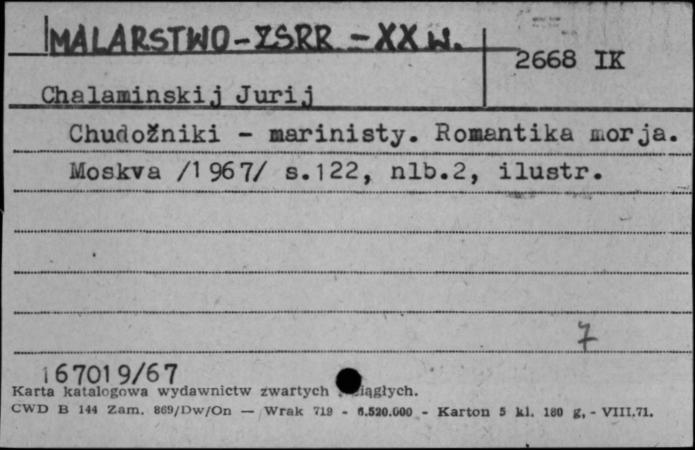 MALARSTWO-ZSRR-XX w.
2668 IK
Chalaminskij Jurij
Chudožniki - marinisty. Romantika morja.
Moskva /1967/ s.122, nlb.2, ilustr.
7
167019/67
Karta katalogowa wydawnictw zwartych iągłych.
CWD B 144 Zam. 869/Dw/On — Wrak 719 - 6.520.000 - Karton 5 kl. 180 g, - VIII.71.